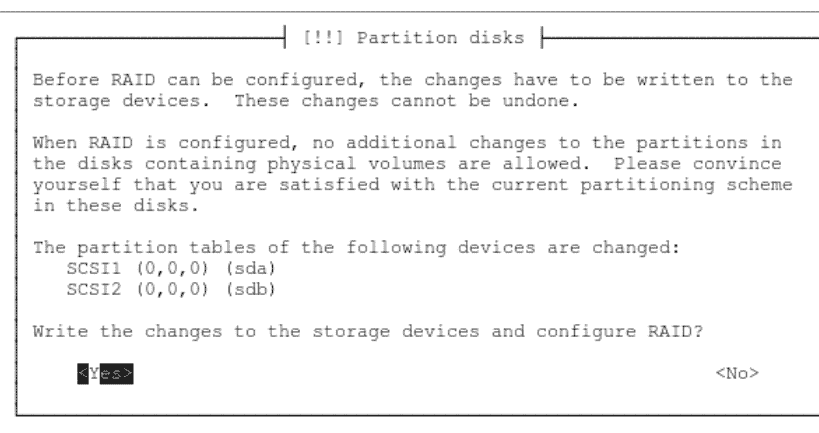 [!!] Partition disks
Before RAID can be configured, the changes have to be written to the
storage devices.  These changes cannot be undone.
When RAID is configured, no additional changes to the partitions in
the disks containing physical volumes are allowed.  Please convince
yourself that you are satisfied with the current partitioning scheme
in these disks.
The partition tables of the following devices are changed:
SCSI1 (0,0,0) (sda)
SCSI2 (0,0,0) (sdb)
Write the changes to the storage devices and configure RAID?
<Yes> <No>